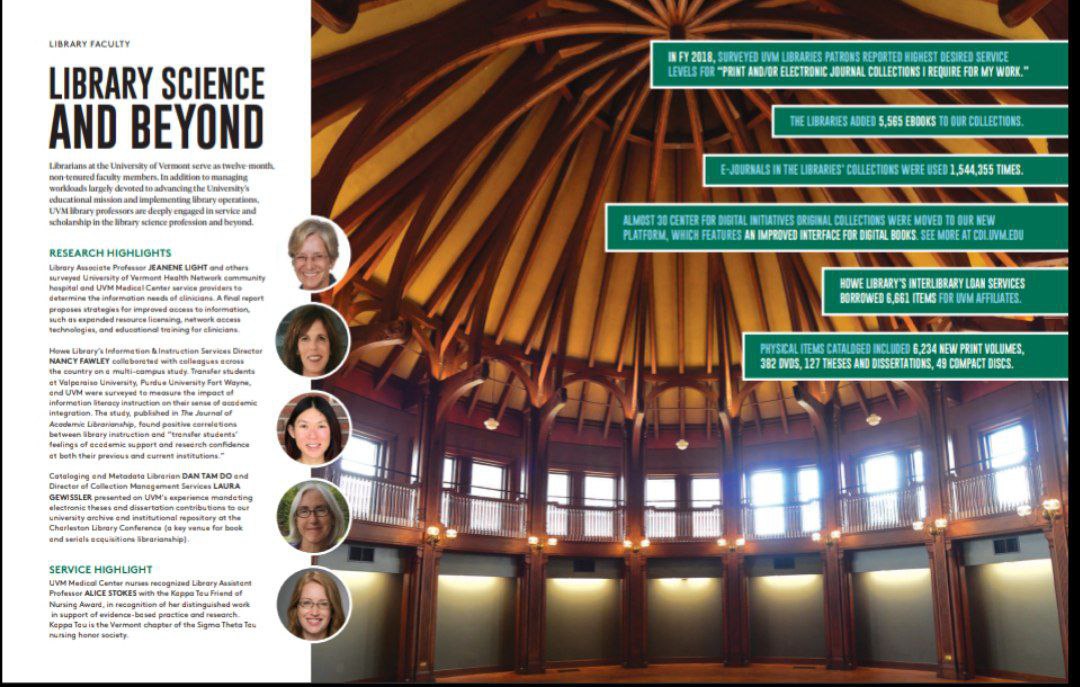 LIBRARY FACULTY
LIBRARY SCIENCE
AND BEYOND
Librarians at the University of Vermont serve as twelve-month,
non-tenured faculty members. In addition to managing
workloads largely devoted to advancing the University's
educational mission and implementing library operations,
UVM library professors are deeply engaged in service and
scholarship in the library science profession and beyond.
RESEARCH HIGHLIGHTS
Library Associate Professor JEANENE LIGHT and others
surveyed University of Vermont Health Network community
hospital and UVM Medical Center service providers to
determine the information needs of clinicians. A final report
proposes strategies for improved access to information,
such as expanded resource licensing, network access
technologies, and educational training for clinicians.
Howe Library's Information & Instruction Services Director
NANCY FAWLEY collaborated with colleagues across
the country on a multi-campus study. Transfer students
at Valparaiso University, Purdue University Fort Wayne,
and UVM were surveyed to measure the impact of
information literacy instruction on their sense of academic
integration. The study, published in The Journal of
Academic Librarianship, found positive correlations
between library instruction and "transfer students'
feelings of academic support and research confidence
at both their previous and current institutions."
Cataloging and Metadata Librarian DAN TAM DO and
Director of Collection Management Services LAURA
GEWISSLER presented on UVM's experience mandating
electronic theses and dissertation contributions to our
university archive and institutional repository at the
Charleston Library Conference (a key venue for book
and serials acquisitions librarianship).
SERVICE HIGHLIGHT
UVM Medical Center nurses recognized Library Assistant
Professor ALICE STOKES with the Kappa Tau Friend of
Nursing Award, in recognition of her distinguished work
in support of evidence-based practice and research.
Kappa Tau is the Vermont chapter of the Sigma Theta Tau
nursing honor society.
IN FY 2018, SURVEYED UVM LIBRARIES PATRONS REPORTED HIGHEST DESIRED SERVICE
LEVELS FOR "PRINT AND/OR ELECTRONIC JOURNAL COLLECTIONS I REQUIRE FOR MY WORK."
THE LIBRARIES ADDED 5,565 EBOOKS TO OUR COLLECTIONS.
E-JOURNALS IN THE LIBRARIES' COLLECTIONS WERE USED 1,544,355 TIMES.
ALMOST 30 CENTER FOR DIGITAL INITIATIVES ORIGINAL COLLECTIONS WERE MOVED TO OUR NEW
PLATFORM, WHICH FEATURES AN IMPROVED INTERFACE FOR DIGITAL BOOKS. SEE MORE AT CDI.UVM.EDU
HOWE LIBRARY'S INTERLIBRARY LOAN SERVICES
BORROWED 6,661 ITEMS FOR UVM AFFILIATES.
PHYSICAL ITEMS CATALOGED INCLUDED 6,234 NEW PRINT VOLUMES,
382 DVDS, 127 THESES AND DISSERTATIONS, 49 COMPACT DISCS.